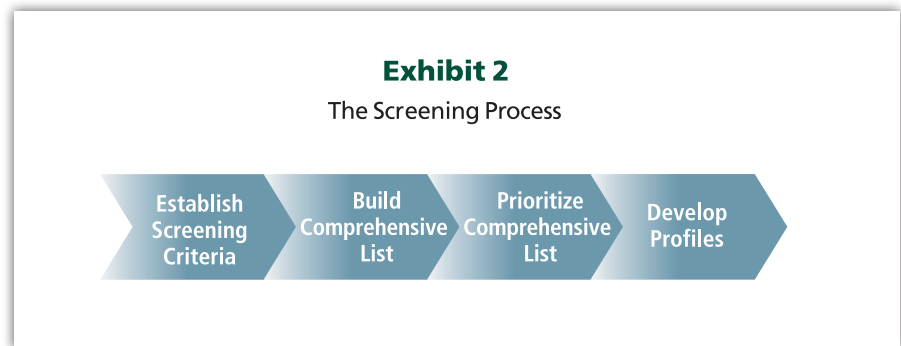 Exhibit 2
The Screening Process
Establish
Screening
Criteria
Build
Comprehensive
List
Prioritize
Comprehensive
List
Develop
Profiles